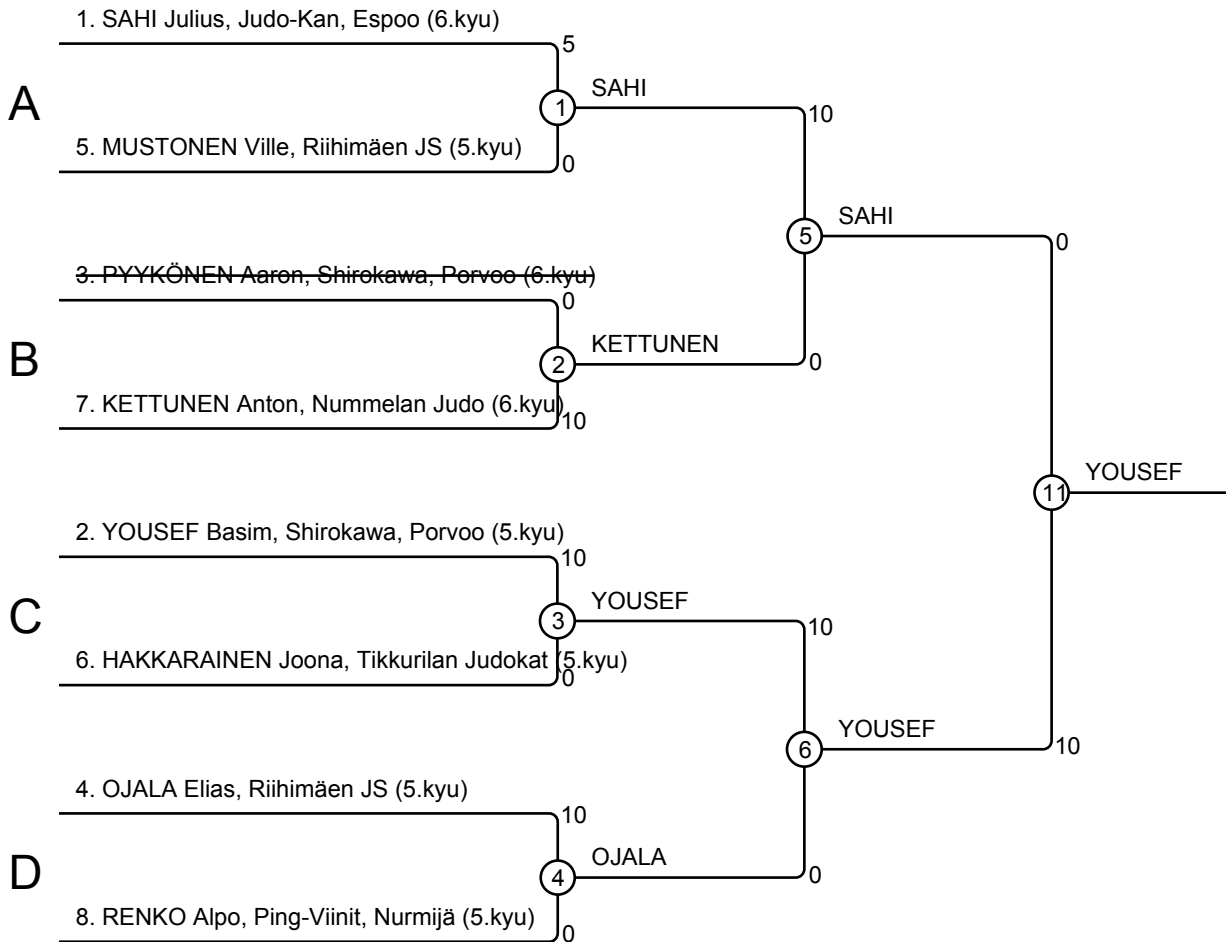 1. SAHI Julius, Judo-Kan, Espoo (6.kyu)
5
A
1
SAHI
10
5. MUSTONEN Ville, Riihimäen JS (5.kyu)
0
5
SAHI
0
3. PYYKÖNEN Aaron, Shirokawa, Porvoo (6.kyu)
0
B
2
KETTUNEN
0
7. KETTUNEN Anton, Nummelan Judo (6.kyu)
10
11
YOUSEF
2. YOUSEF Basim, Shirokawa, Porvoo (5.kyu)
10
C
3
YOUSEF
10
6. HAKKARAINEN Joona, Tikkurilan Judokat (5.kyu)
0
6
YOUSEF
10
4. OJALA Elias, Riihimäen JS (5.kyu)
10
D
4
OJALA
0
8. RENKO Alpo, Ping-Viinit, Nurmijä (5.kyu)
0